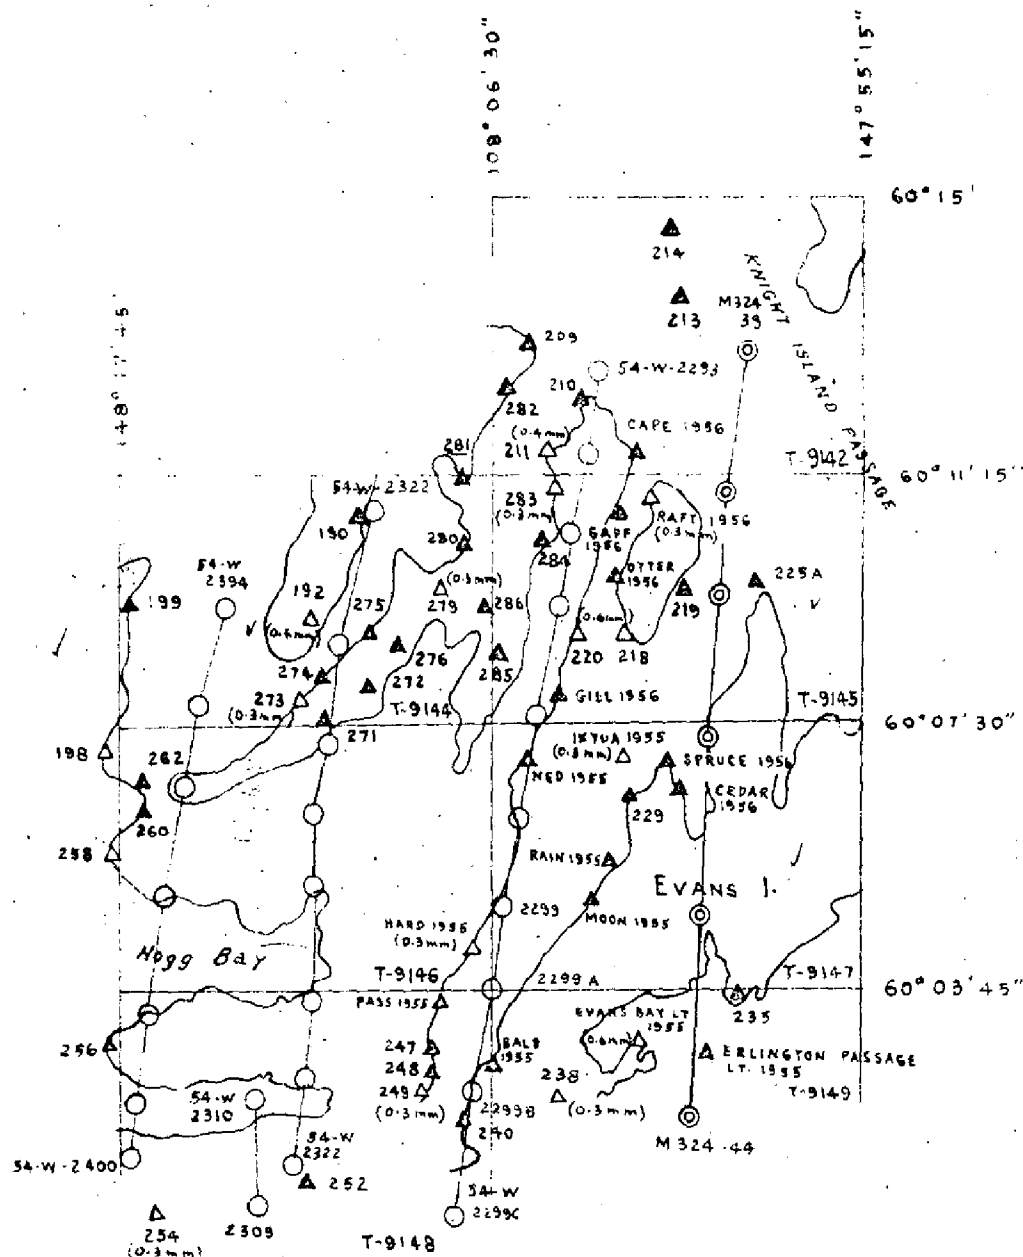 108° 06' 30"
147° 55' 15"
60° 15'
214
KNIGHT ISLAND PASSAGE
M324
39
213
148° 17' 45
209
54-W-2293
210
282
(0.4mm)
CAPE 1956
211
281
T-9142
60° 11' 15"
54-W-2322
283
(0.3mm)
RAFT 1956
(0.3mm)
190
GAFF
1956
280
284
54-W
2394
OTTER
1956
(0.3mm)
225A
199
192
279
286
219
275
(0.6mm)
276
220
218
274
285
272
273
(0.3mm)
GILL 1956
T-9144
T-9145
271
60° 07' 30"
198
262
IKTUA 1955
(0.3mm)
SPRUCE 1956
NED 1955
CEDAR
1956
260
229
258
RAIN 1955
EVANS I.
2299
MOON 1955
HARD 1956
(0.3mm)
Hogg BAY
T-9146
2299 A
T-9147
60° 03' 45"
PASS 1955
EVANS BAY LT
1955
235
256
247
BALD
1955
(0.6mm)
ERLINGTON PASSAGE
LT. 1955
248
238
249
(0.3mm)
54-W
2310
2299B
(0.3mm)
T-9149
240
54-W
2322
M 324-44
54-W-2400
252
54-W
2299C
254
(0.3mm)
2309
T-9148